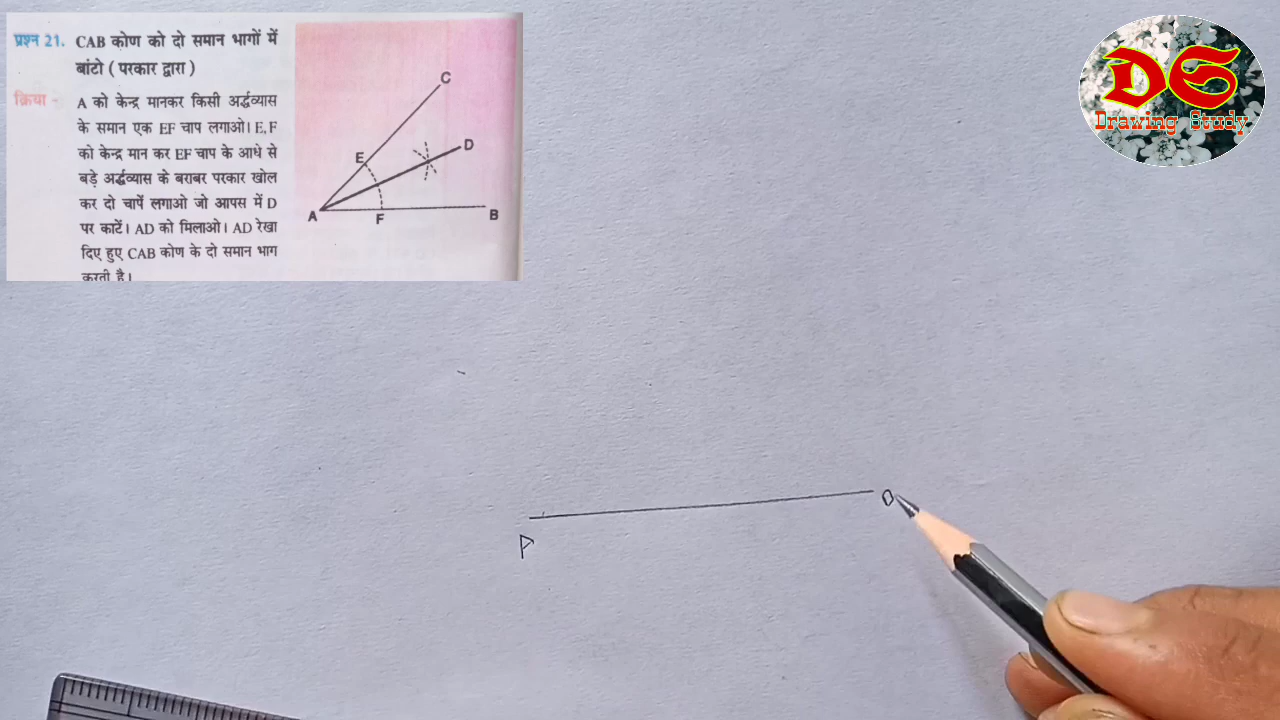 प्रश्न 21. CAB कोण को दो समान भागों में
बांटो ( परकार द्वारा )
क्रिया - A को केन्द्र मानकर किसी अर्द्धव्यास
के समान एक EF चाप लगाओ। E, F
को केन्द्र मान कर EF चाप के आधे से
बड़े अर्द्धव्यास के बराबर परकार खोल
कर दो चापें लगाओ जो आपस में D
पर काटें। AD को मिलाओ। AD रेखा
दिए हुए CAB कोण के दो समान भाग
करती है।
C
E
D
A
F
B
DS
Drawing Study
P
O